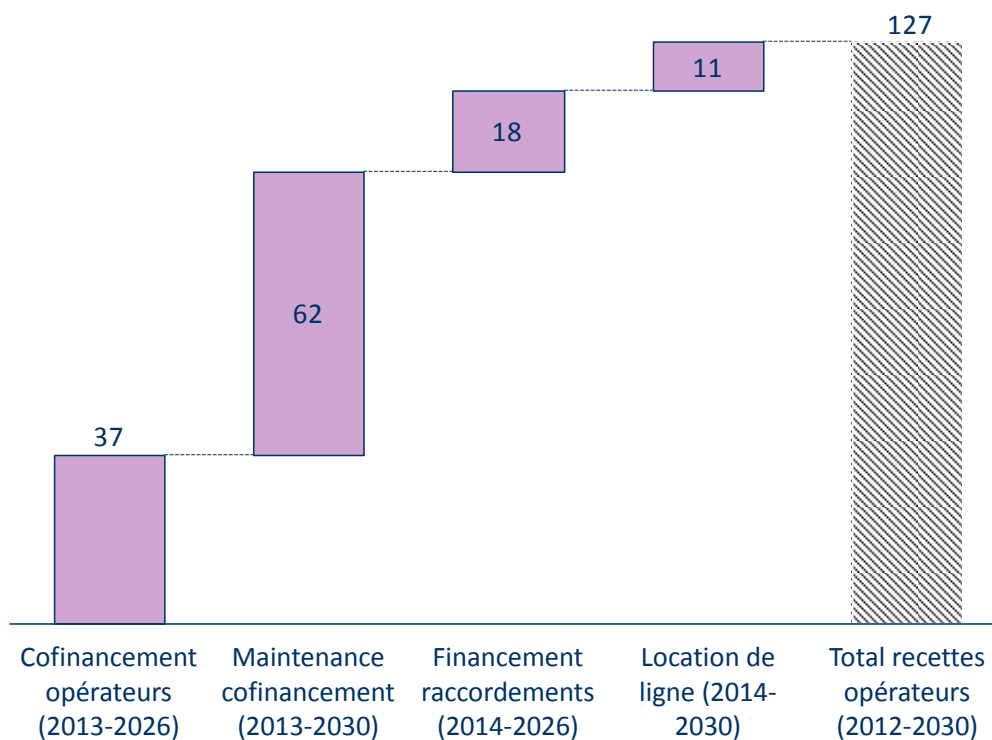 127
11
18
62
37
Cofinancement
opérateurs
(2013-2026)
Maintenance
cofinancement
(2013-2030)
Financement
raccordements
(2014-2026)
Location de
ligne (2014-
2030)
Total recettes
opérateurs
(2012-2030)